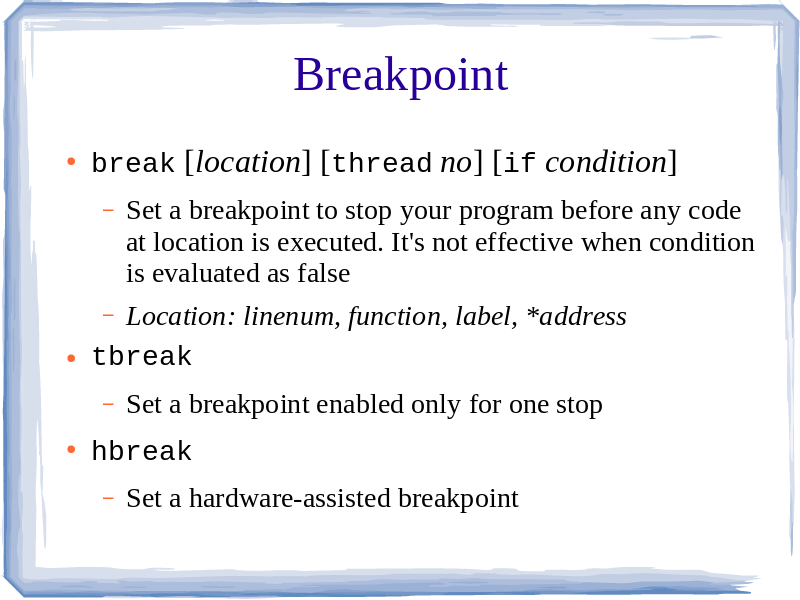 Breakpoint
• break [location] [thread no] [if condition]
– Set a breakpoint to stop your program before any code
at location is executed. It's not effective when condition
is evaluated as false
– Location: linenum, function, label, *address
• tbreak
– Set a breakpoint enabled only for one stop
• hbreak
– Set a hardware-assisted breakpoint